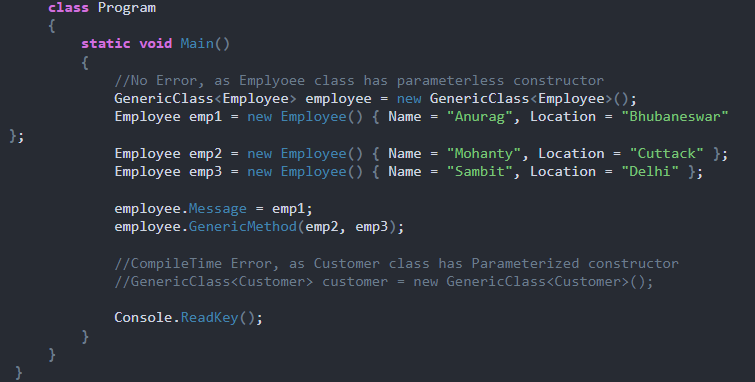 class Program
{
static void Main()
{
//No Error, as Emplyoee class has parameterless constructor
GenericClass<Employee> employee = new GenericClass<Employee>();
Employee emp1 = new Employee() { Name = "Anurag", Location = "Bhubaneswar"
};
Employee emp2 = new Employee() { Name = "Mohanty", Location = "Cuttack" };
Employee emp3 = new Employee() { Name = "Sambit", Location = "Delhi" };
employee.Message = emp1;
employee.GenericMethod(emp2, emp3);
//CompileTime Error, as Customer class has Parameterized constructor
//GenericClass<Customer> customer = new GenericClass<Customer>();
Console.ReadKey();
}
}
}